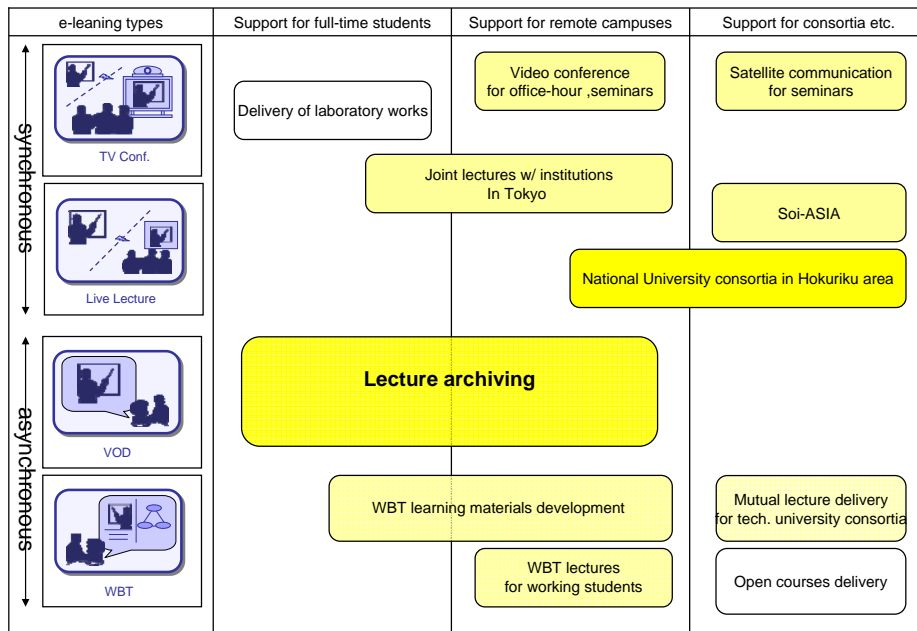 e-leaning types
Support for full-time students
Support for remote campuses
Support for consortia etc.
synchronous
TV Conf.
Delivery of laboratory works
Video conference
for office-hour ,seminars
Satellite communication
for seminars
Joint lectures w/ institutions
In Tokyo
Live Lecture
Soi-ASIA
National University consortia in Hokuriku area
asynchronous
VOD
Lecture archiving
WBT
WBT learning materials development
Mutual lecture delivery
for tech. university consortia
WBT lectures
for working students
Open courses delivery